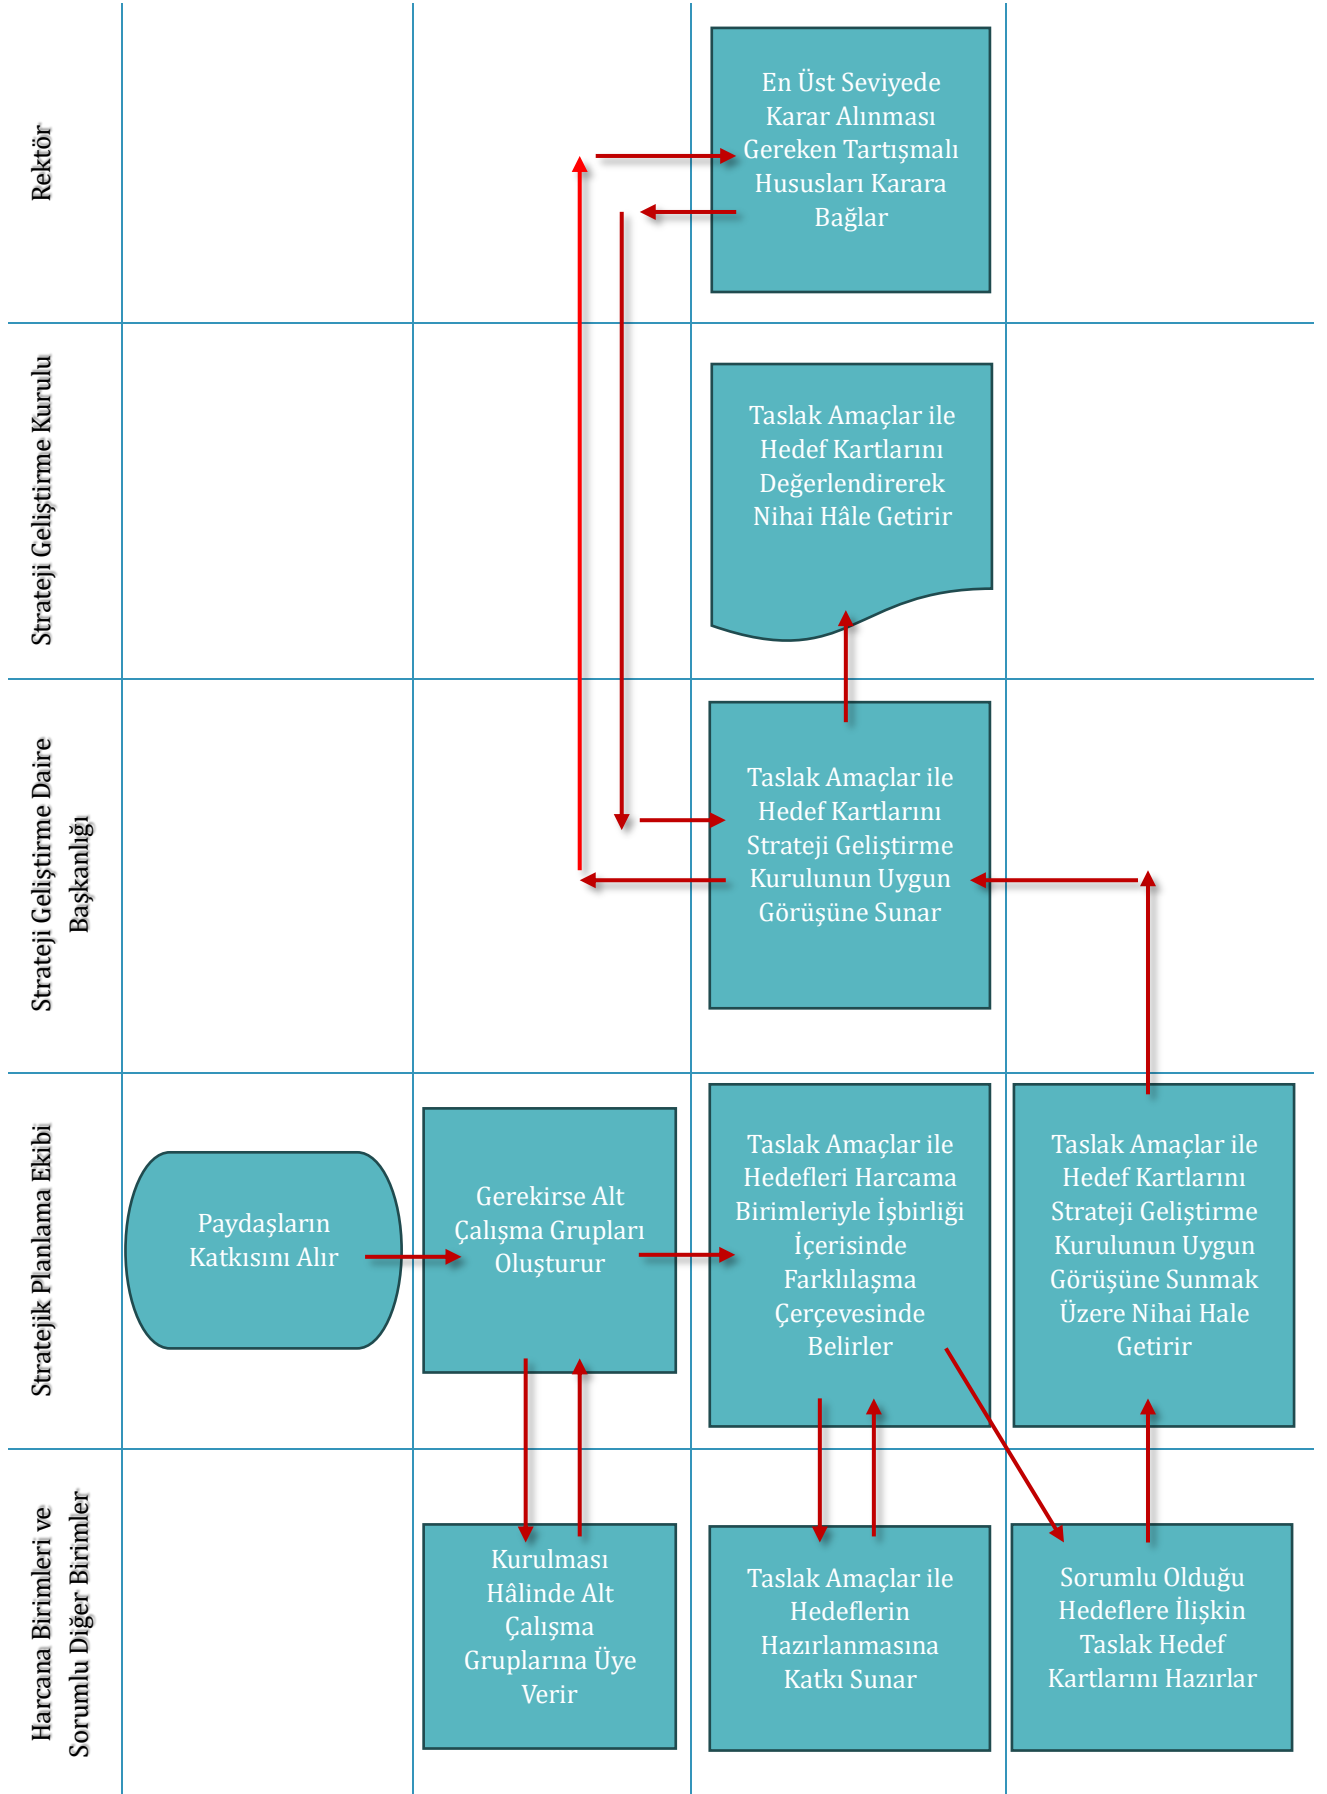 Rektör
En Üst Seviyede
Karar Alınması
Gereken Tartışmalı
Hususları Karara
Bağlar
Strateji Geliştirme Kurulu
Taslak Amaçlar ile
Hedef Kartlarını
Değerlendirerek
Nihai Hâle Getirir
Strateji Geliştirme Daire
Başkanlığı
Taslak Amaçlar ile
Hedef Kartlarını
Strateji Geliştirme
Kurulunun Uygun
Görüşüne Sunar
Stratejik Planlama Ekibi
Paydaşların
Katkısını Alır
Gerekirse Alt
Çalışma Grupları
Oluşturur
Taslak Amaçlar ile
Hedefleri Harcama
Birimleriyle İşbirliği
İçerisinde
Farklılaşma
Çerçevesinde
Belirler
Taslak Amaçlar ile
Hedef Kartlarını
Strateji Geliştirme
Kurulunun Uygun
Görüşüne Sunmak
Üzere Nihai Hale
Getirir
Harcana Birimleri ve
Sorumlu Diğer Birimler
Kurulması
Hâlinde Alt
Çalışma
Gruplarına Üye
Verir
Taslak Amaçlar ile
Hedeflerin
Hazırlanmasına
Katkı Sunar
Sorumlu Olduğu
Hedeflere İlişkin
Taslak Hedef
Kartlarını Hazırlar